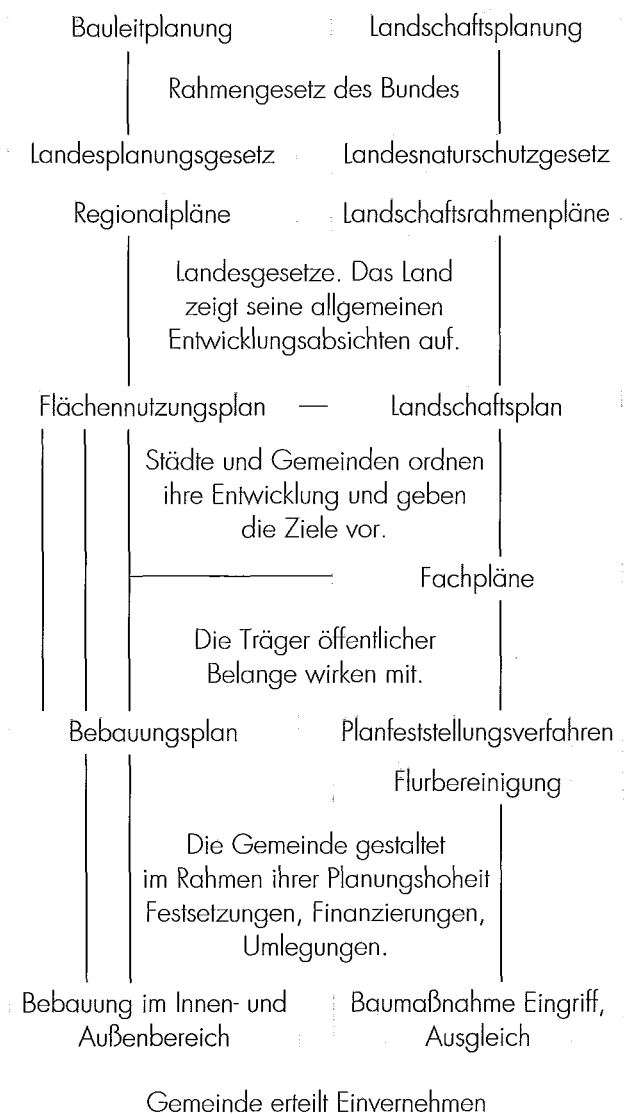 Bauleitplanung Landschaftsplanung
Rahmengesetz des Bundes
Landesplanungsgesetz Landesnaturschutzgesetz
Regionalpläne Landschaftsrahmenpläne
Landesgesetze. Das Land
zeigt seine allgemeinen
Entwicklungsabsichten auf.
Flächennutzungsplan — Landschaftsplan
Städte und Gemeinden ordnen
ihre Entwicklung und geben
die Ziele vor.
Fachpläne
Die Träger öffentlicher
Belange wirken mit.
Bebauungsplan Planfeststellungsverfahren
Flurbereinigung
Die Gemeinde gestaltet
im Rahmen ihrer Planungshoheit
Festsetzungen, Finanzierungen,
Umlegungen.
Bebauung im Innen- und Baumaßnahme Eingriff,
Außenbereich Ausgleich
Gemeinde erteilt Einvernehmen